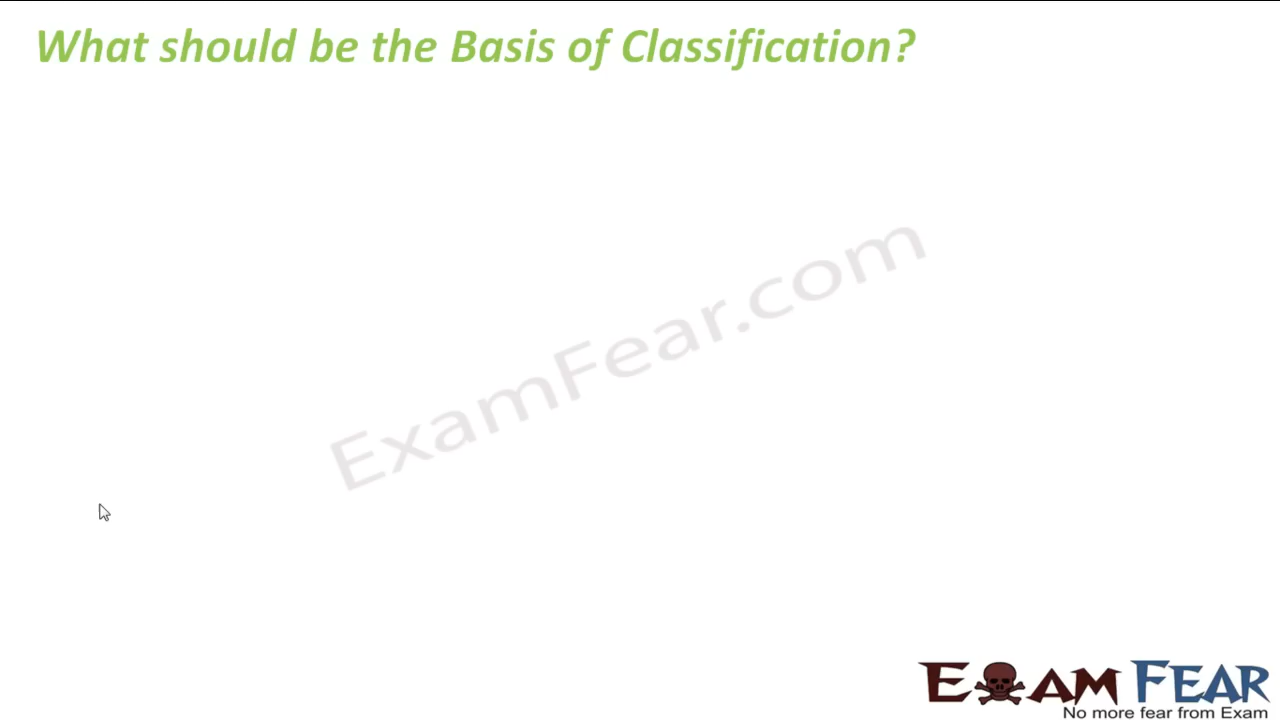 What should be the Basis of Classification?
ExamFear.com
EXAM FEAR
No more fear from Exam